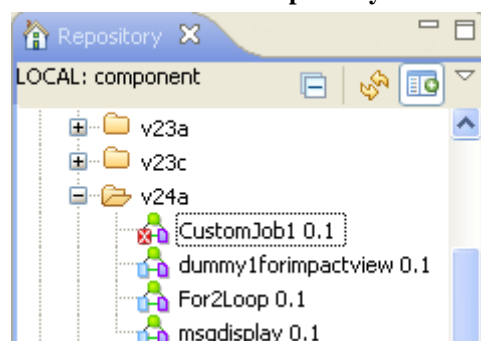 Repository
LOCAL: component
v23a
v23c
v24a
CustomJob1 0.1
dummy1forimpactview 0.1
For2Loop 0.1
msgdisplay 0.1